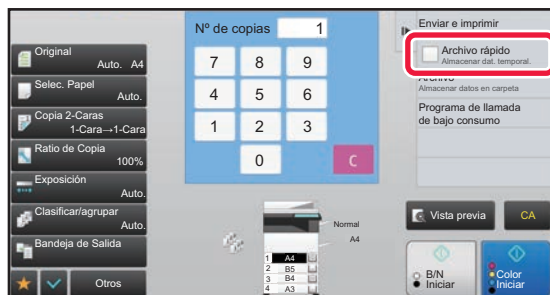 Original
Auto. A4
Selec. Papel
Auto.
Copia 2-Caras
1-Cara→1-Cara
Ratio de Copia
100%
Exposición
Auto.
Clasificar/agrupar
Auto.
Bandeja de Salida
Otros
Nº de copias 1
7 8 9
4 5 6
1 2 3
0 C
Normal
A4
1 A4
2 B5
3 B4
4 A3
Enviar e imprimir
Archivo rápido
Almacenar dat. temporal.
Archivo
Almacenar datos en carpeta
Programa de llamada
de bajo consumo
Vista previa
CA
B/N
Iniciar
Color
Iniciar